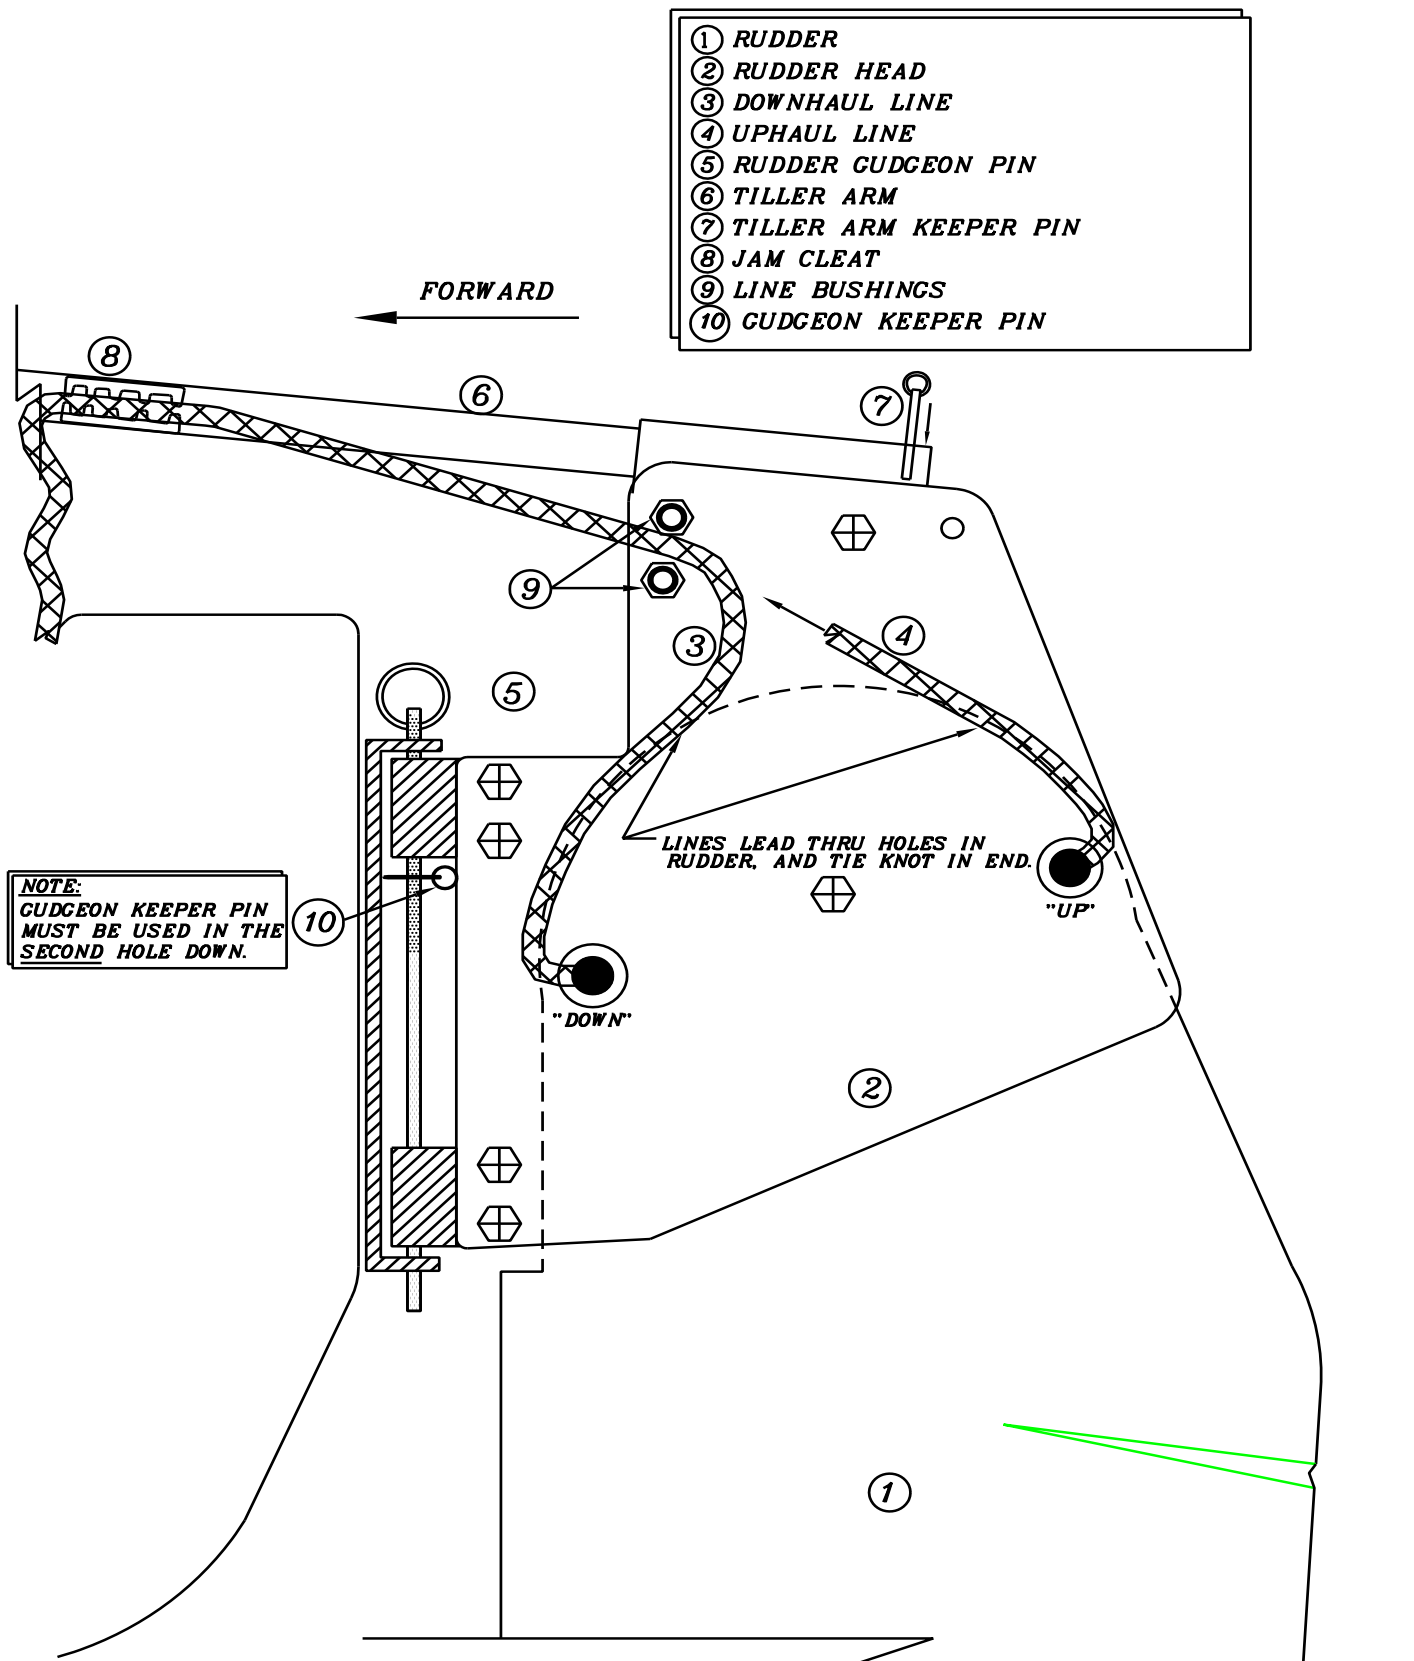 1 RUDDER
2 RUDDER HEAD
3 DOWNHAUL LINE
4 UPHAUL LINE
5 RUDDER GUDGEON PIN
6 TILLER ARM
7 TILLER ARM KEEPER PIN
8 JAM CLEAT
9 LINE BUSHINGS
10 GUDGEON KEEPER PIN
FORWARD
8
6
7
9
3
4
5
LINES LEAD THRU HOLES IN
RUDDER, AND TIE KNOT IN END.
NOTE:
GUDGEON KEEPER PIN
MUST BE USED IN THE
SECOND HOLE DOWN.
10
"UP"
"DOWN"
2
1